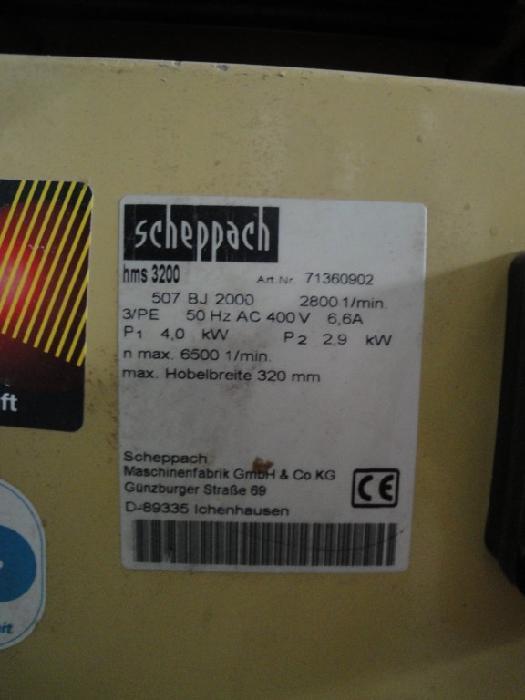 scheppach
hms 3200 Art.Nr. 71360902
507 BJ 2000 2800 1/min.
3/PE 50 Hz AC 400 V 6,6A
P1 4,0 kW P2 2.9 kW
n max. 6500 1/min.
max. Hobelbreite 320 mm
Scheppach
Maschinenfabrik GmbH & Co KG
Günzburger Straße 69
D-89335 Ichenhausen
CE
ft